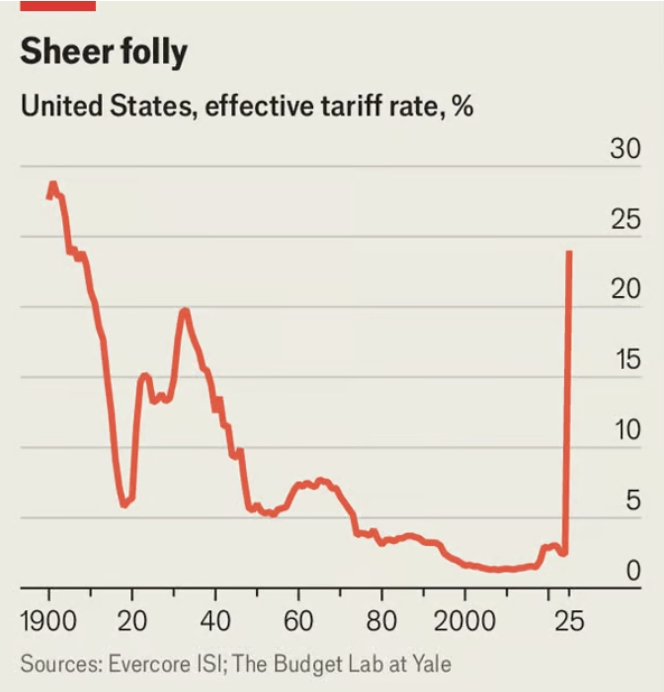 Sheer folly
United States, effective tariff rate, %
30
25
20
15
10
5
0
1900 20 40 60 80 2000 25
Sources: Evercore ISI; The Budget Lab at Yale